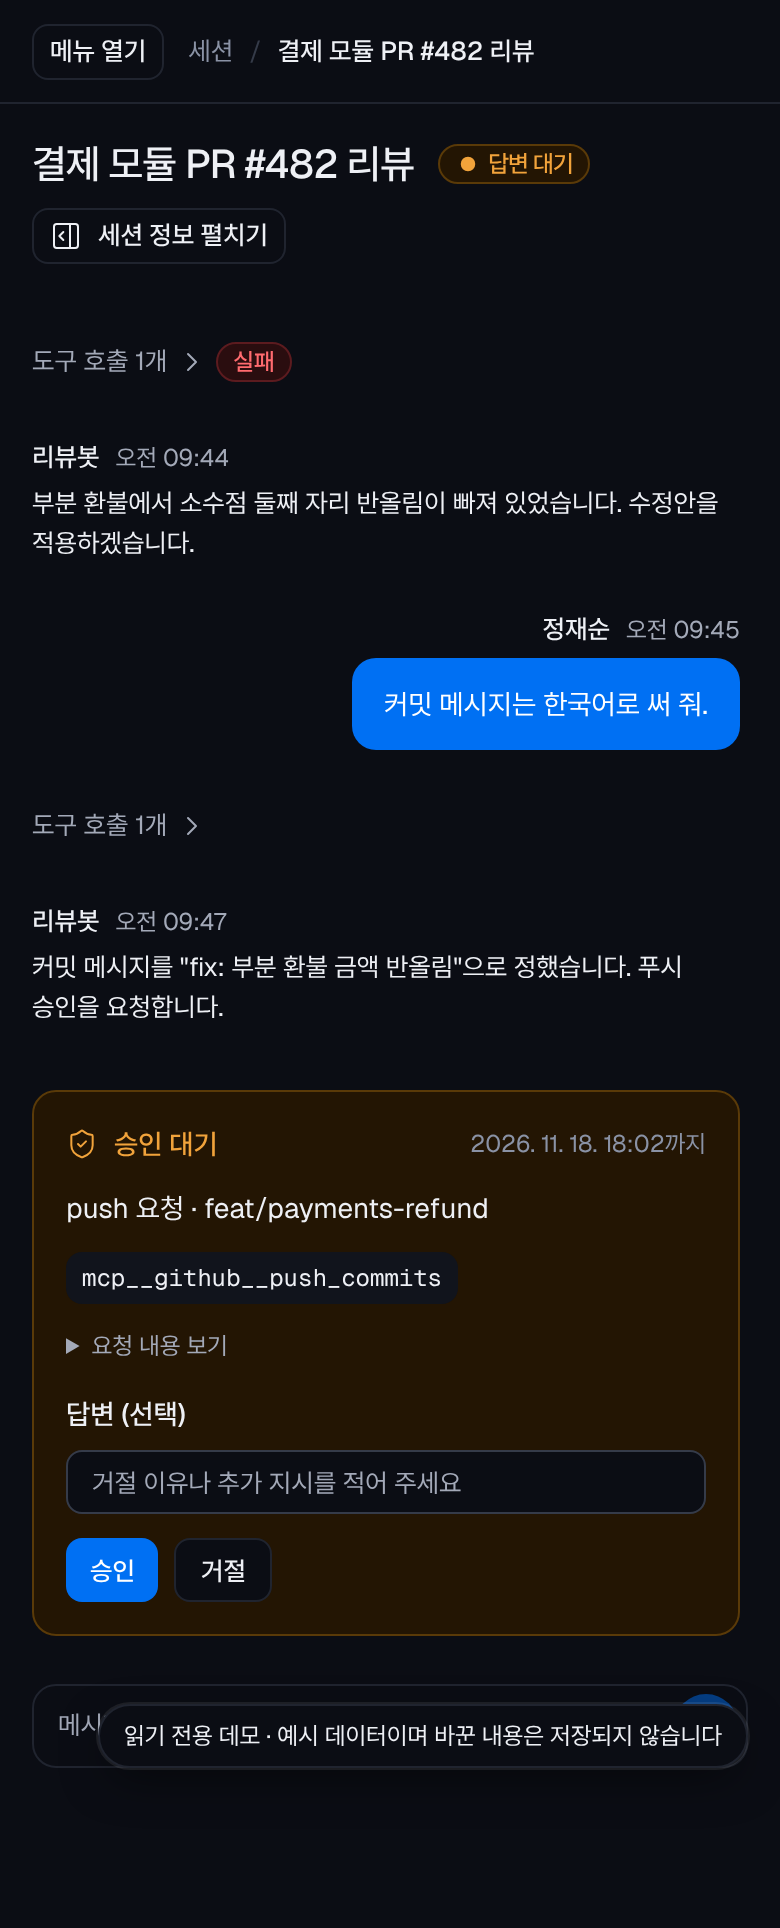 메뉴 열기 세션 / 결제 모듈 PR #482 리뷰
결제 모듈 PR #482 리뷰 답변 대기
세션 정보 펼치기
도구 호출 1개 실패
리뷰봇 오전 09:44
부분 환불에서 소수점 둘째 자리 반올림이 빠져 있었습니다. 수정안을
적용하겠습니다.
정재순 오전 09:45
커밋 메시지는 한국어로 써 줘.
도구 호출 1개
리뷰봇 오전 09:47
커밋 메시지를 "fix: 부분 환불 금액 반올림"으로 정했습니다. 푸시
승인을 요청합니다.
승인 대기 2026. 11. 18. 18:02까지
push 요청 · feat/payments-refund
mcp__github__push_commits
요청 내용 보기
답변 (선택)
거절 이유나 추가 지시를 적어 주세요
승인 거절
메시
읽기 전용 데모 · 예시 데이터이며 바꾼 내용은 저장되지 않습니다